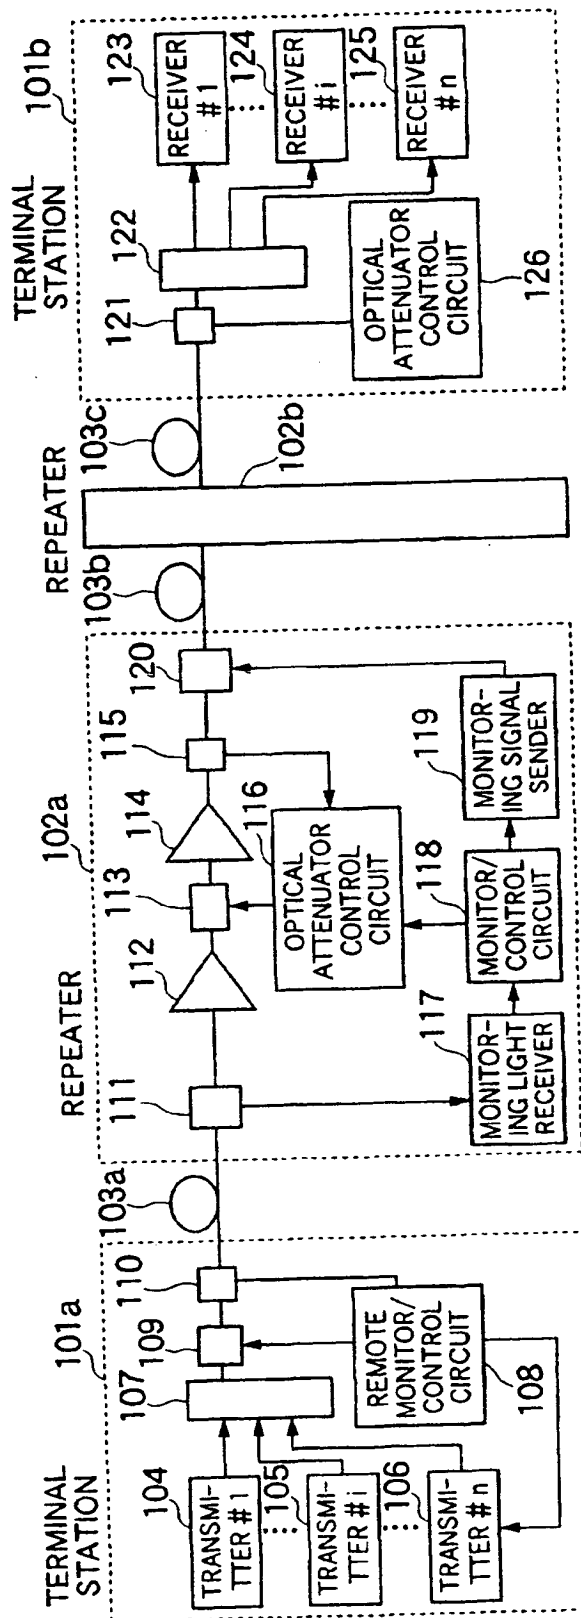 TERMINAL
STATION
101a
104
TRANSMI-
TTER #1
105
TRANSMI-
TTER #i
106
TRANSMI-
TTER #n
107
109
110
REMOTE
MONITOR/
CONTROL
CIRCUIT
108
103a
REPEATER
102a
111
112
113
114
115
120
116
OPTICAL
ATTENUATOR
CONTROL
CIRCUIT
117
MONITOR-
ING LIGHT
RECEIVER
118
MONITOR/
CONTROL
CIRCUIT
119
MONITOR-
ING SIGNAL
SENDER
103b
REPEATER
102b
103c
TERMINAL
STATION
101b
121
122
123
RECEIVER
#1
124
RECEIVER
#i
125
RECEIVER
#n
OPTICAL
ATTENUATOR
CONTROL
CIRCUIT
126